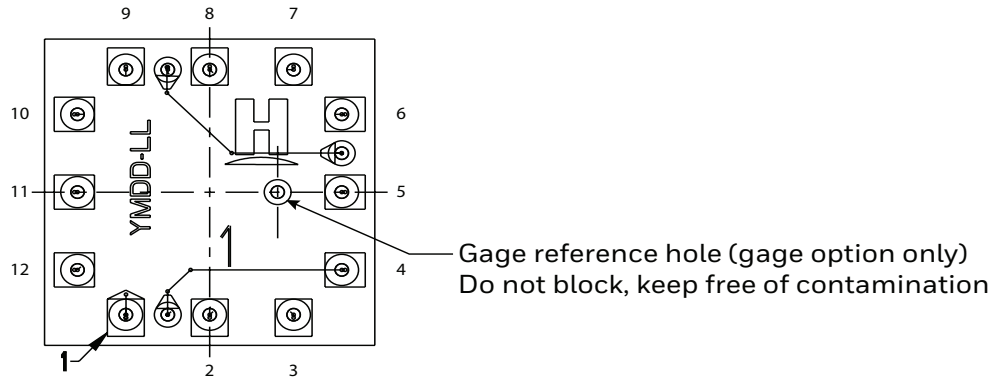 9 8 7
10 6
H
YMDD-LL
11 5
1
12 4
1 2 3
Gage reference hole (gage option only)
Do not block, keep free of contamination